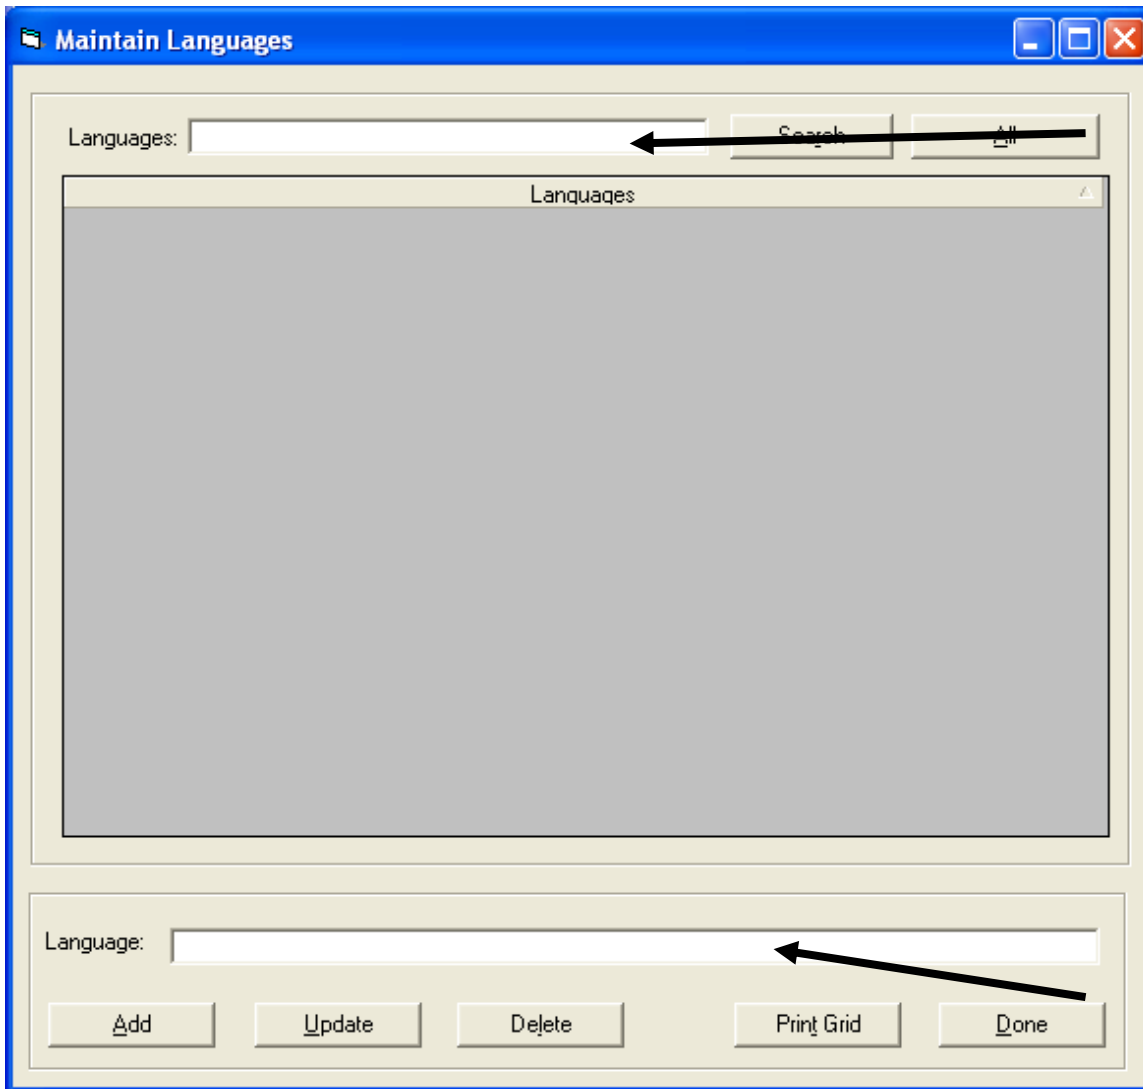 Maintain Languages
Languages: Search All
Languages
Language:
Add Update Delete Print Grid Done